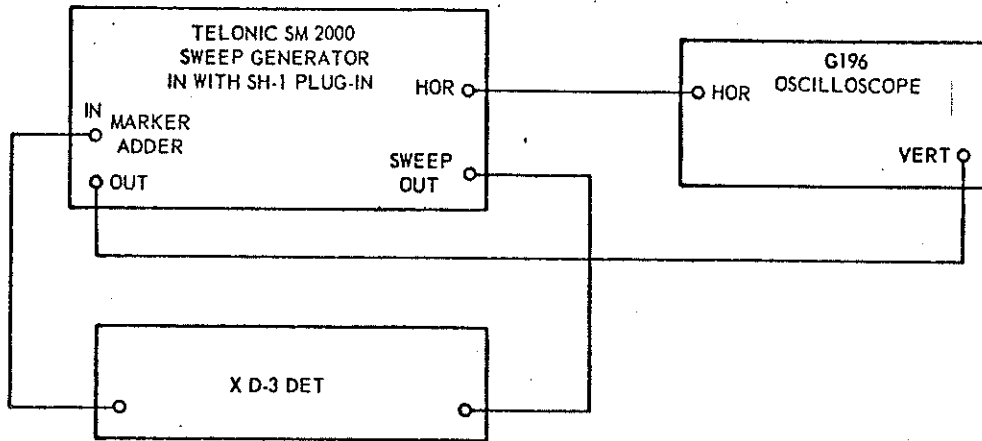 TELONIC SM 2000
SWEEP GENERATOR
IN WITH SH-1 PLUG-IN
HOR
IN
MARKER
ADDER
SWEEP
OUT
OUT
G196
OSCILLOSCOPE
HOR
VERT
X D-3 DET